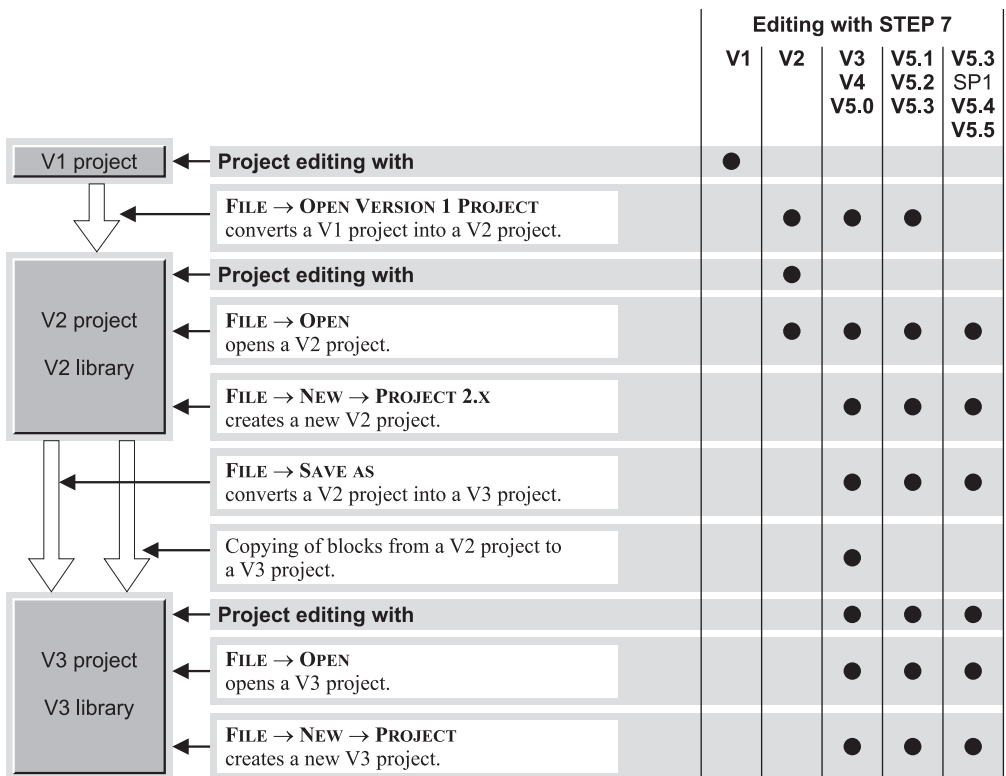 Editing with STEP 7
V1 V2 V3 V5.1 V5.3
V4 V5.2 SP1
V5.0 V5.3 V5.4
V5.5
V1 project
Project editing with
FILE → OPEN VERSION 1 PROJECT
converts a V1 project into a V2 project.
Project editing with
V2 project
V2 library
FILE → OPEN
opens a V2 project.
FILE → NEW → PROJECT 2.X
creates a new V2 project.
FILE → SAVE AS
converts a V2 project into a V3 project.
Copying of blocks from a V2 project to
a V3 project.
Project editing with
V3 project
V3 library
FILE → OPEN
opens a V3 project.
FILE → NEW → PROJECT
creates a new V3 project.